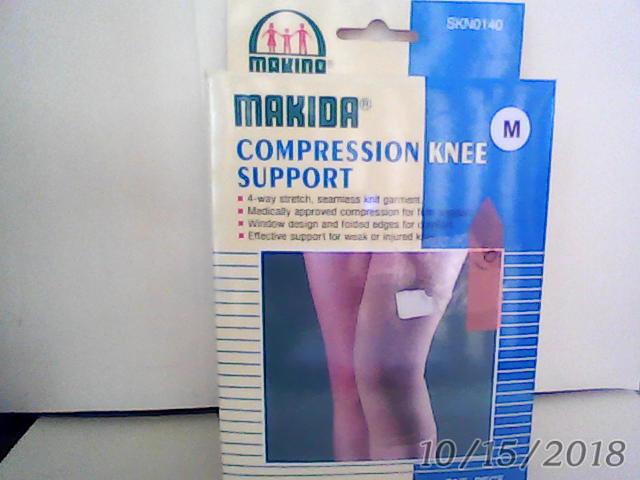 SKN0140
MAKIDA®
MAKIDA®
M
COMPRESSION KNEE
SUPPORT
4-way stretch, seamless knit garment
Medically approved compression for
Window design and folded edges for
Effective support for weak or injured
10/15/2018